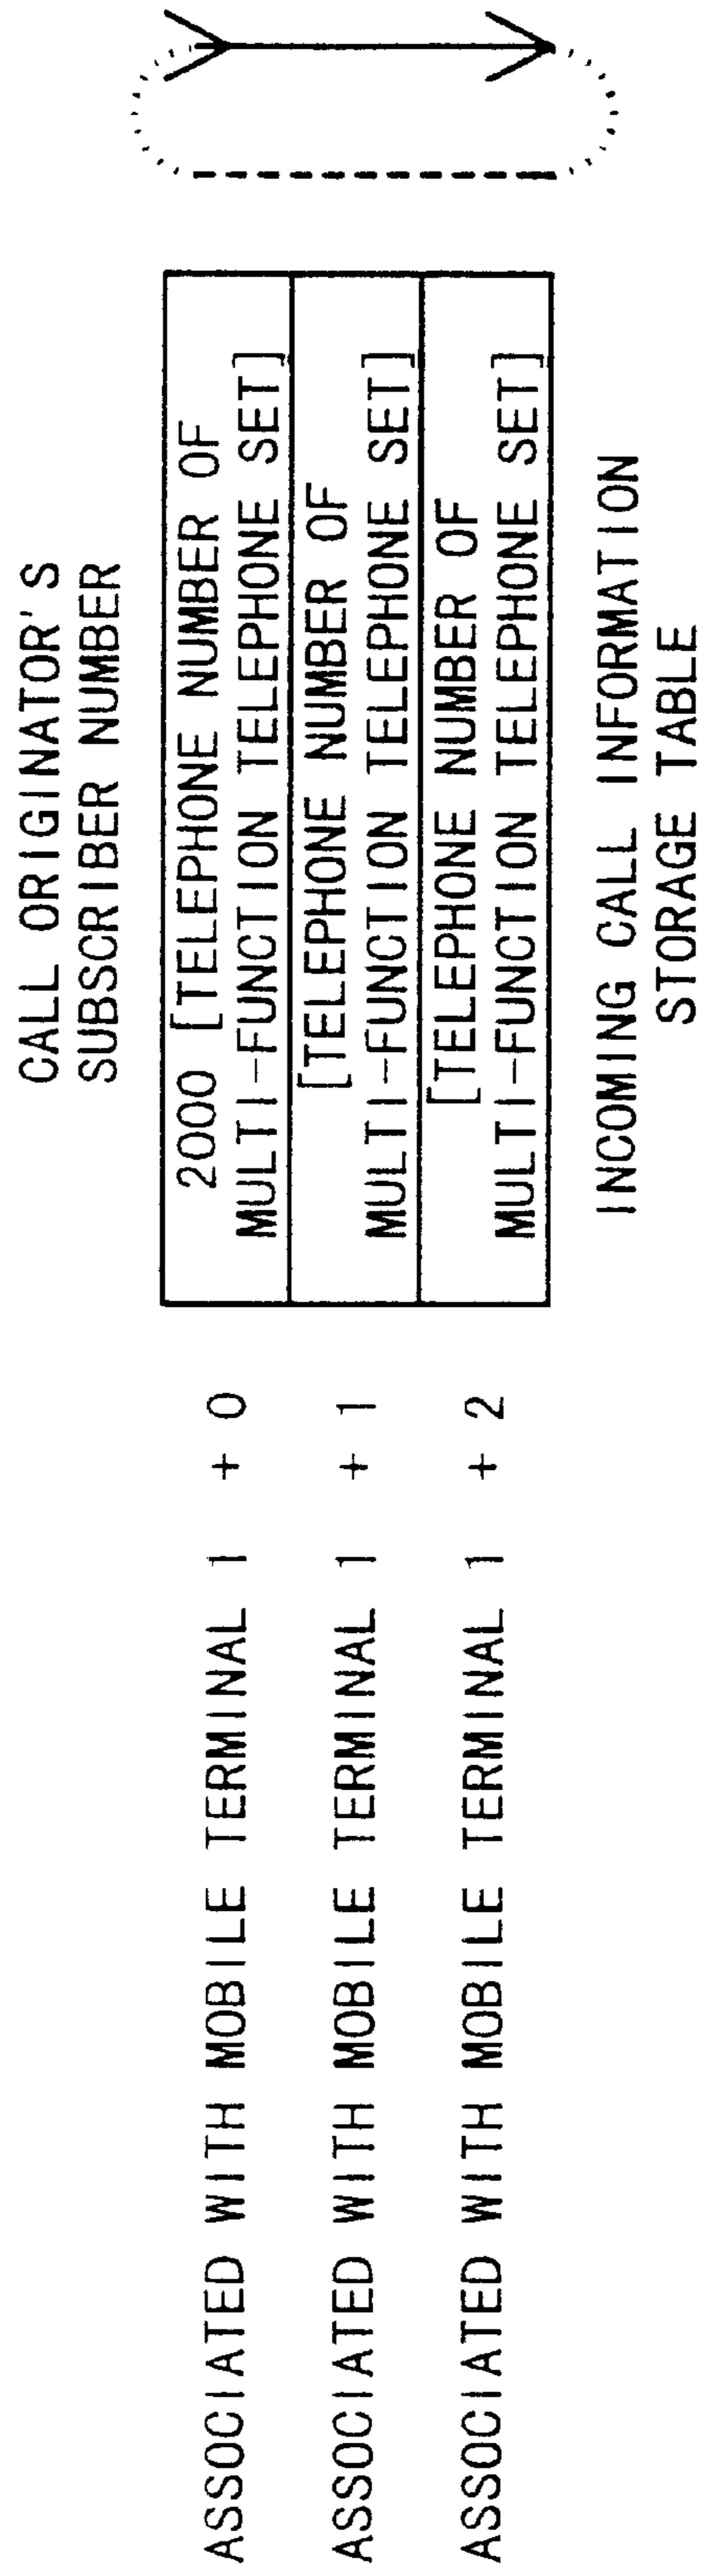 CALL ORIGINATOR'S
SUBSCRIBER NUMBER
ASSOCIATED WITH MOBILE TERMINAL 1 + 0
2000 [TELEPHONE NUMBER OF
MULTI-FUNCTION TELEPHONE SET]
ASSOCIATED WITH MOBILE TERMINAL 1 + 1
[TELEPHONE NUMBER OF
MULTI-FUNCTION TELEPHONE SET]
ASSOCIATED WITH MOBILE TERMINAL 1 + 2
[TELEPHONE NUMBER OF
MULTI-FUNCTION TELEPHONE SET]
INCOMING CALL INFORMATION
STORAGE TABLE